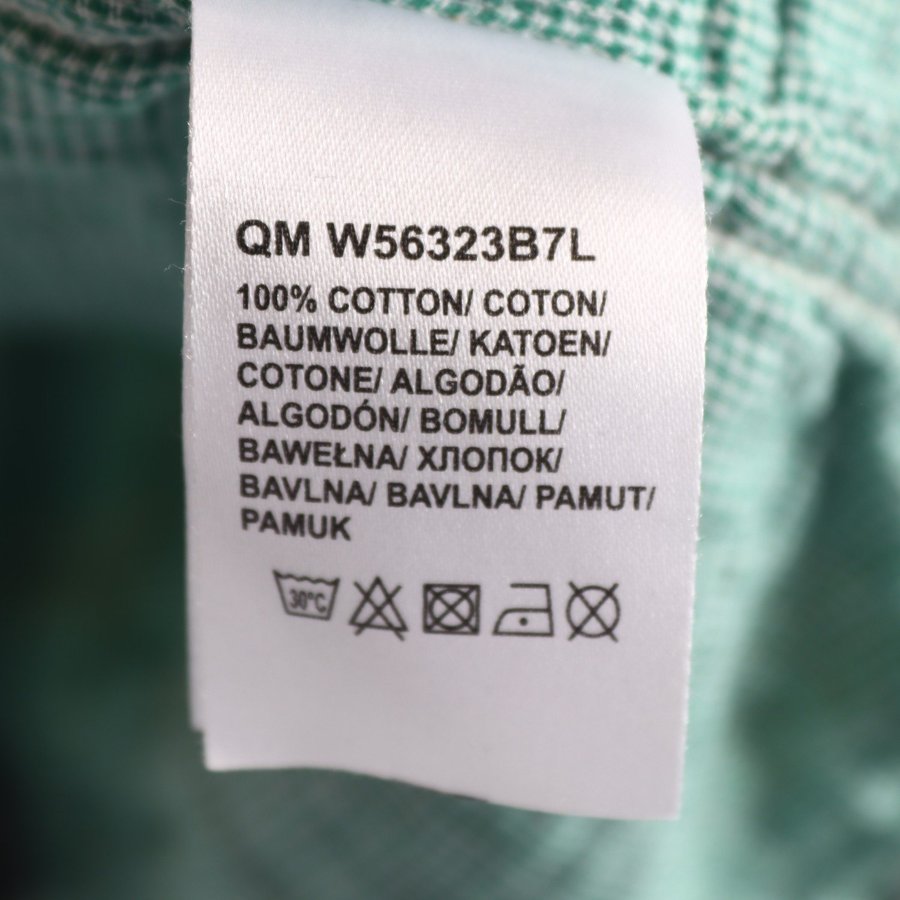 QM W56323B7L
100% COTTON/ COTON/
BAUMWOLLE/ KATOEN/
COTONE/ ALGODÃO/
ALGODÓN/ BOMULL/
BAWEŁNA/ ХЛОПОК/
BAVLNA/ BAVLNA/ PAMUT/
PAMUK
30°C